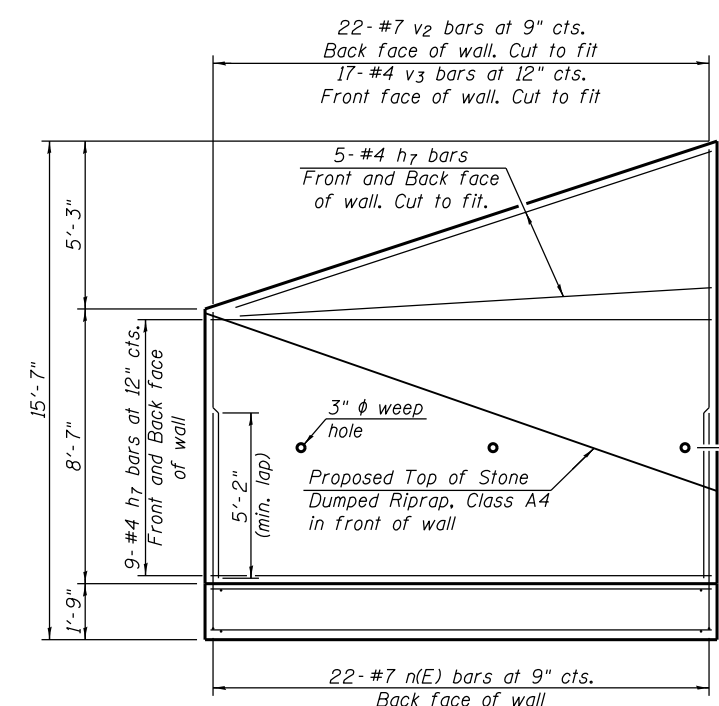 22- #7 v2 bars at 9" cts.
Back face of wall. Cut to fit
17- #4 v3 bars at 12" cts.
Front face of wall. Cut to fit
5- #4 h7 bars
Front and Back face
of wall. Cut to fit.
5'-3"
15'-7"
8'-7"
9- #4 h7 bars at 12" cts.
Front and Back face
of wall
3" ϕ weep
hole
5'-2"
(min. lap)
Proposed Top of Stone
Dumped Riprap, Class A4
in front of wall
1'-9"
22- #7 n(E) bars at 9" cts.
Back face of wall